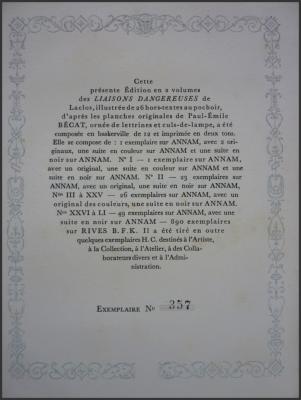 Cette
présente Édition en 2 volumes
des LIAISONS DANGEREUSES de
Laclos, illustrée de 26 hors-textes au pochoir,
d'après les planches originales de Paul-Émile
BÉCAT, ornée de lettrines et culs-de-lampe, a été
composée en baskerville de 12 et imprimée en deux tons.
Elle se compose de : 1 exemplaire sur ANNAM, avec 2 ori-
ginaux, une suite en couleur sur ANNAM et une suite en
noir sur ANNAM. No I — 1 exemplaire sur ANNAM,
avec un original, une suite en couleur sur ANNAM et une
suite en noir sur ANNAM. No II — 23 exemplaires sur
ANNAM, avec un original, une suite en noir sur ANNAM.
Nos III à XXV — 26 exemplaires sur ANNAM, avec un
original des couleurs, une suite en noir sur ANNAM.
Nos XXVI à LI — 49 exemplaires sur ANNAM, avec une
suite en noir sur ANNAM — 890 exemplaires
sur RIVES B.F.K. Il a été tiré en outre
quelques exemplaires H.C. destinés à l'Artiste,
à la Collection, à l'Atelier, à des Colla-
borateurs divers et à l'Admi-
nistration.
EXEMPLAIRE No 357